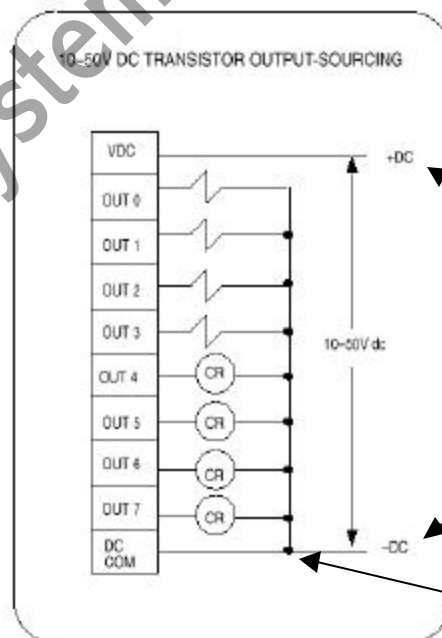 10-50V DC TRANSISTOR OUTPUT-SOURCING
VDC
+DC
OUT 0
OUT 1
OUT 2
OUT 3
10-50V dc
OUT 4
CR
OUT 5
CR
OUT 6
CR
OUT 7
CR
DC
COM
-DC